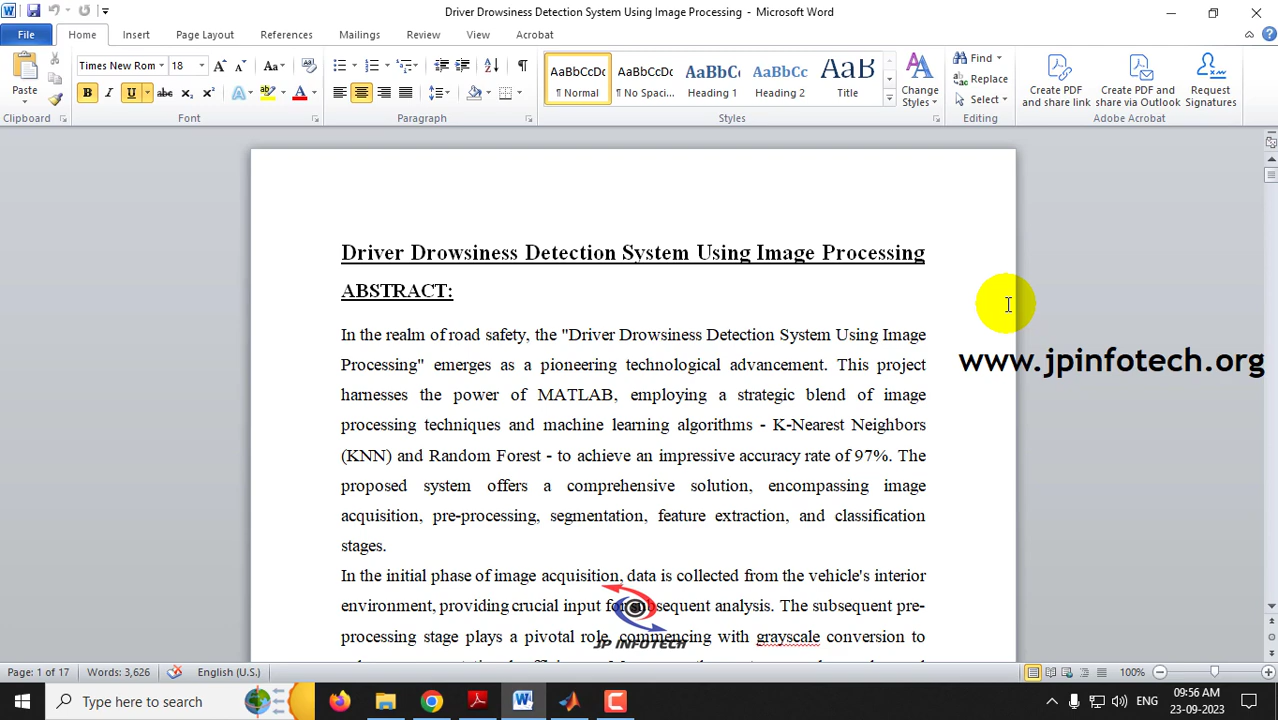 Driver Drowsiness Detection System Using Image Processing - Microsoft Word
File Home Insert Page Layout References Mailings Review View Acrobat
Paste
Times New Rom 18
Aa
B I U abc x₂ x²
AaBbCcDc AaBbCcDc AaBbC AaBbCc AaB
¶ Normal ¶ No Spaci... Heading 1 Heading 2 Title
Change Styles
Find
Replace
Select
Create PDF and share link
Create PDF and share via Outlook
Request Signatures
Clipboard Font Paragraph Styles Editing Adobe Acrobat
Driver Drowsiness Detection System Using Image Processing
ABSTRACT:
In the realm of road safety, the "Driver Drowsiness Detection System Using Image
Processing" emerges as a pioneering technological advancement. This project
harnesses the power of MATLAB, employing a strategic blend of image
processing techniques and machine learning algorithms - K-Nearest Neighbors
(KNN) and Random Forest - to achieve an impressive accuracy rate of 97%. The
proposed system offers a comprehensive solution, encompassing image
acquisition, pre-processing, segmentation, feature extraction, and classification
stages.
In the initial phase of image acquisition, data is collected from the vehicle's interior
environment, providing crucial input for subsequent analysis. The subsequent pre-
processing stage plays a pivotal role, commencing with grayscale conversion to
www.jpinfotech.org
JP INFOTECH
Page: 1 of 17 Words: 3,626 English (U.S.) 100%
Type here to search
ENG
09:56 AM
23-09-2023